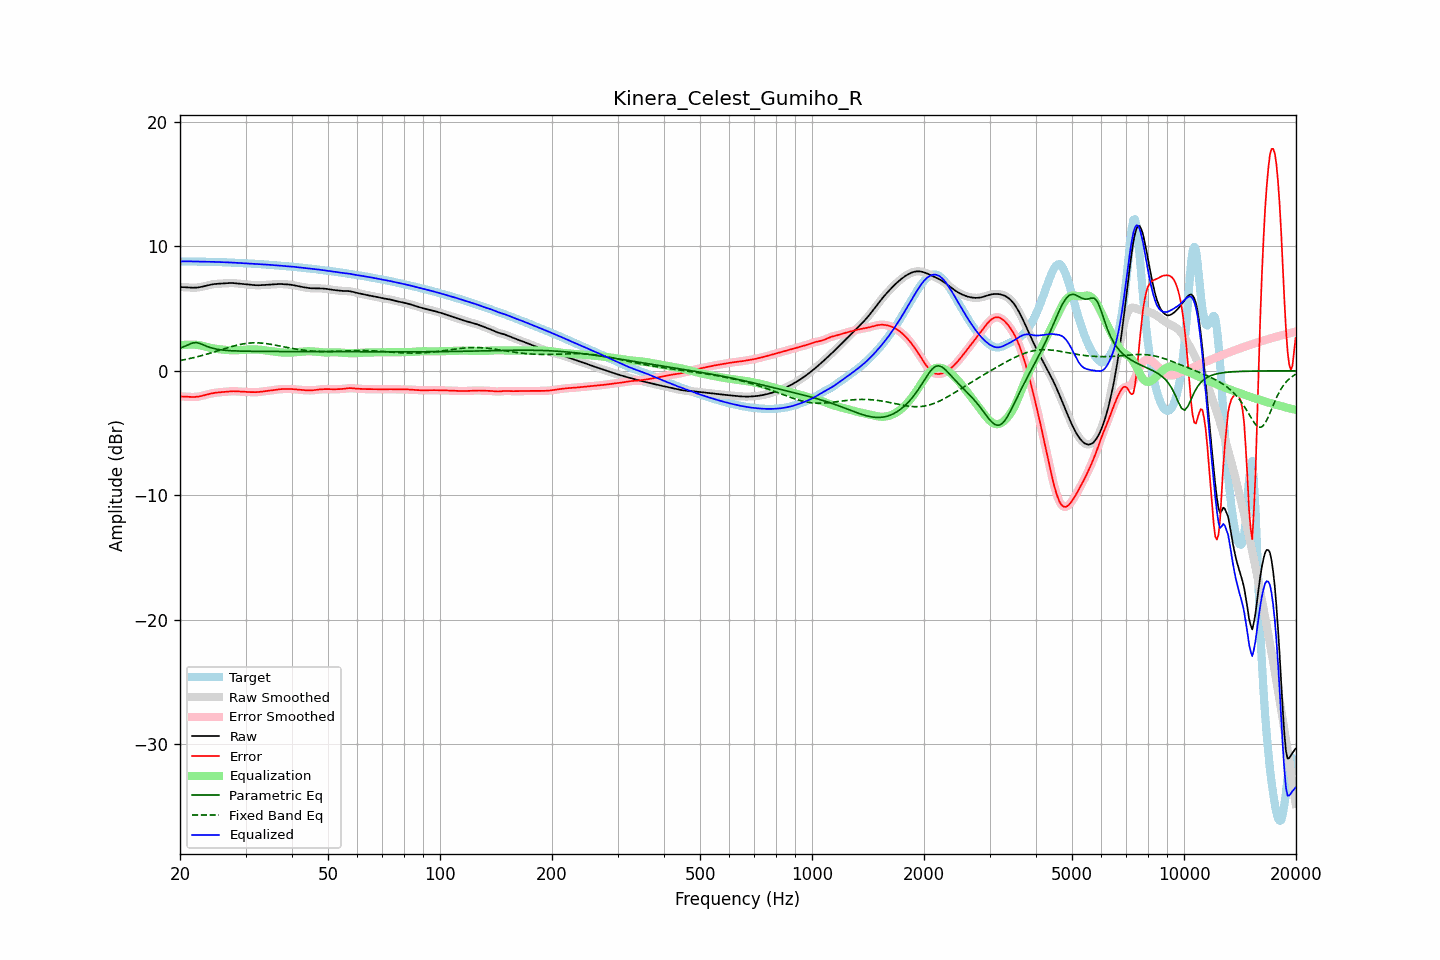 Kinera_Celest_Gumiho_R
20
10
0
−10
−20
−30
Amplitude (dBr)
Target
Raw Smoothed
Error Smoothed
Raw
Error
Equalization
Parametric Eq
Fixed Band Eq
Equalized
20 50 100 200 500 1000 2000 5000 10000 20000
Frequency (Hz)